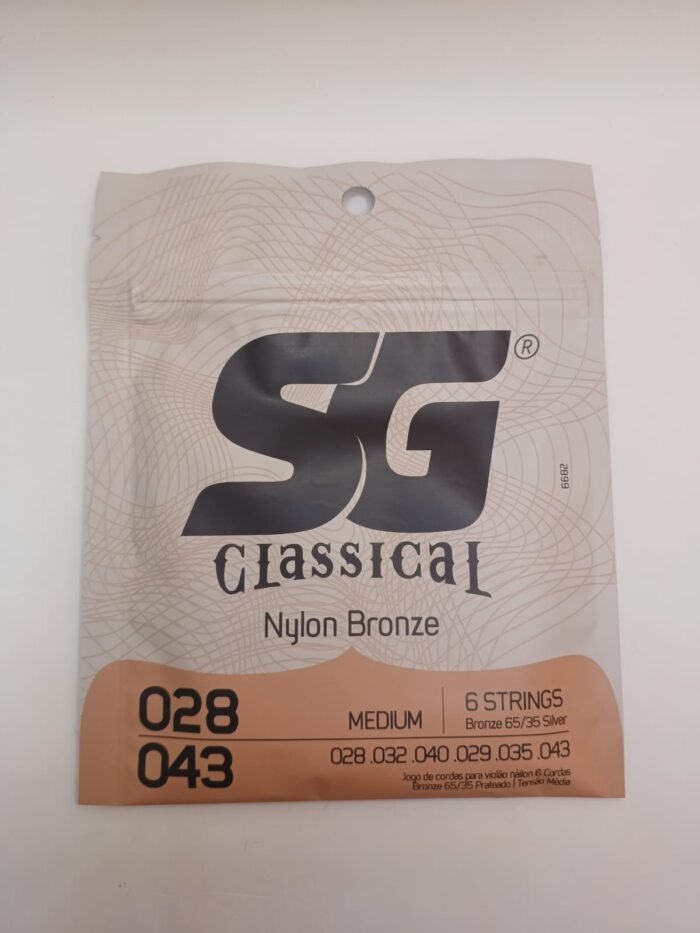 SG®
6682
CLassIcaL
Nylon Bronze
028
043
MEDIUM
6 STRINGS
Bronze 65/35 Silver
028 .032 .040 .029 .035 .043
Jogo de cordas para violão náilon 6 Cordas
Bronze 65/35 Prateado | Tensão Média